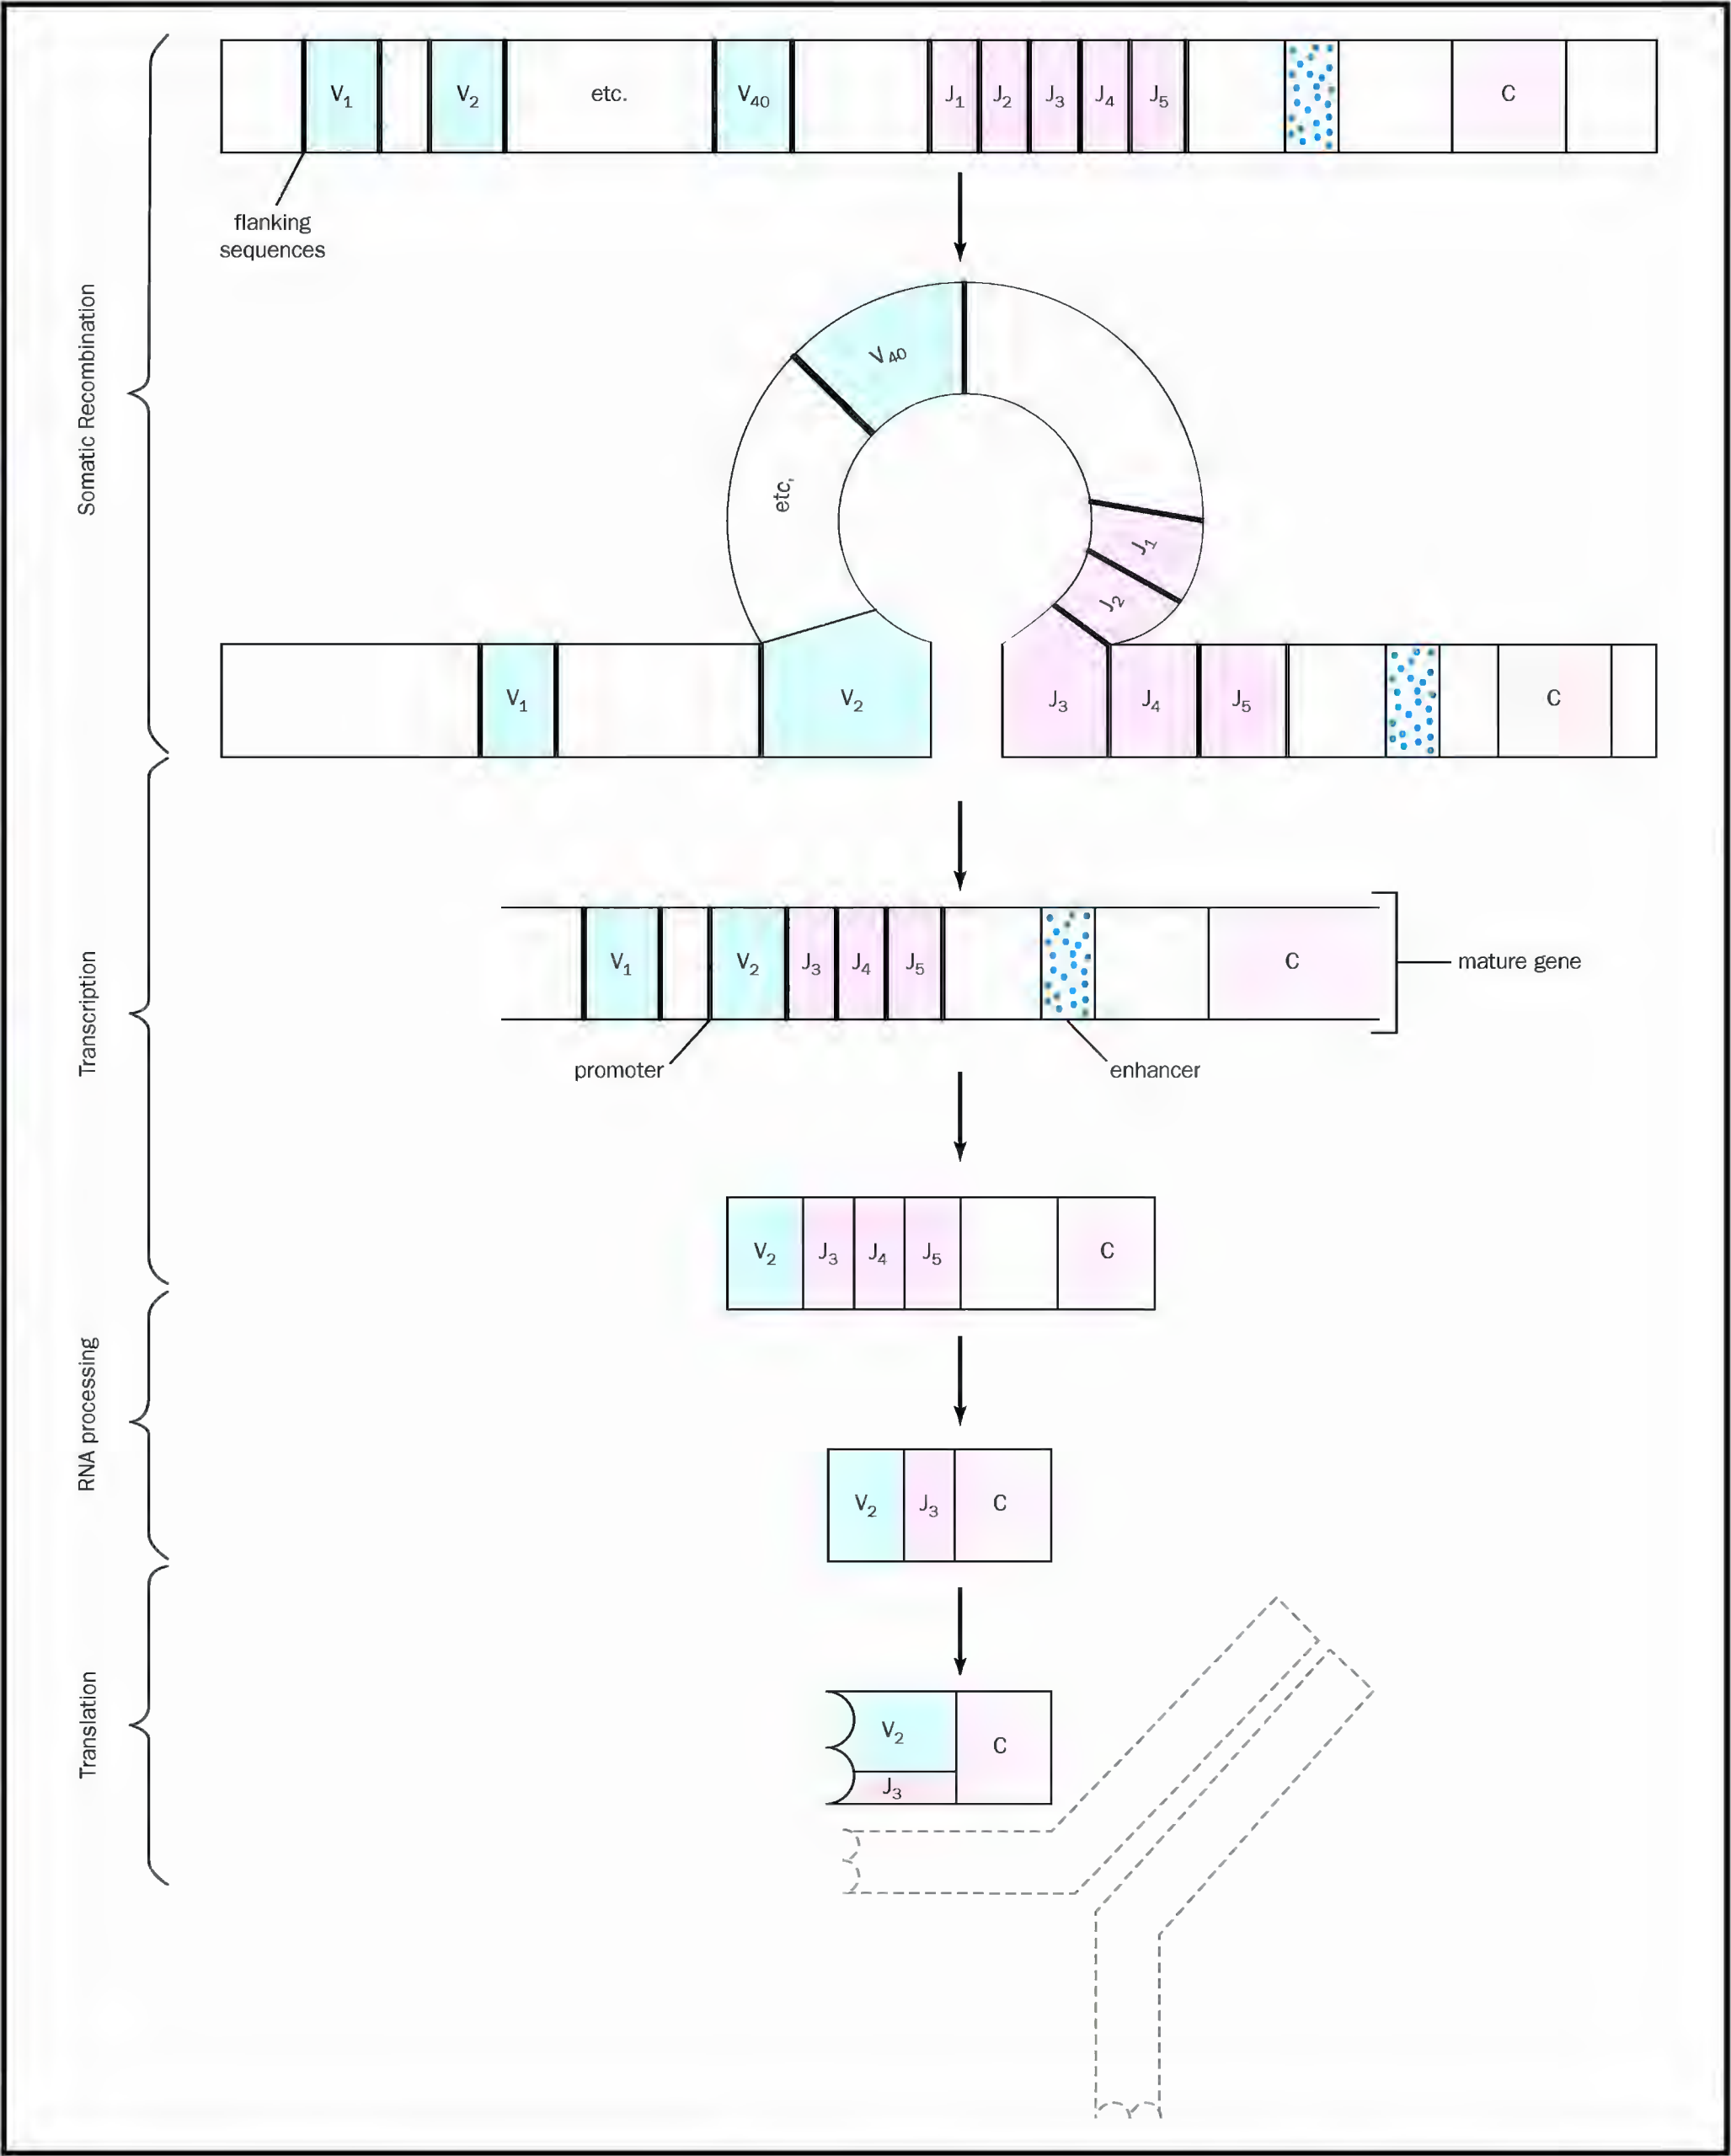 V1 V2 etc. V40 J1 J2 J3 J4 J5 C
flanking
sequences
Somatic Recombination
V40
etc.
J1
J2
V1 V2 J3 J4 J5 C
Transcription
V1 V2 J3 J4 J5 C
mature gene
promoter
enhancer
V2 J3 J4 J5 C
RNA processing
V2 J3 C
Translation
V2
C
J3